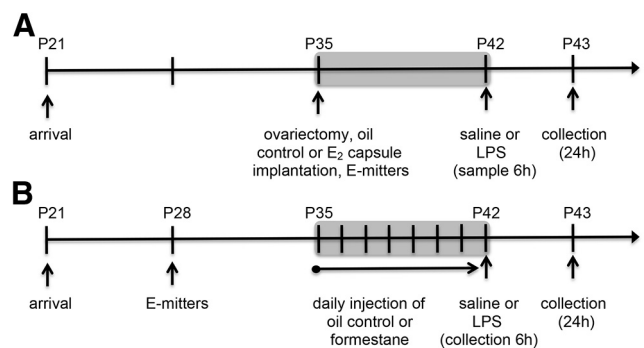 A
P21 P35 P42 P43
arrival
ovariectomy, oil
control or E₂ capsule
implantation, E-mitters
saline or
LPS
(sample 6h)
collection
(24h)
B
P21 P28 P35 P42 P43
arrival
E-mitters
daily injection of
oil control or
formestane
saline or
LPS
(collection 6h)
collection
(24h)